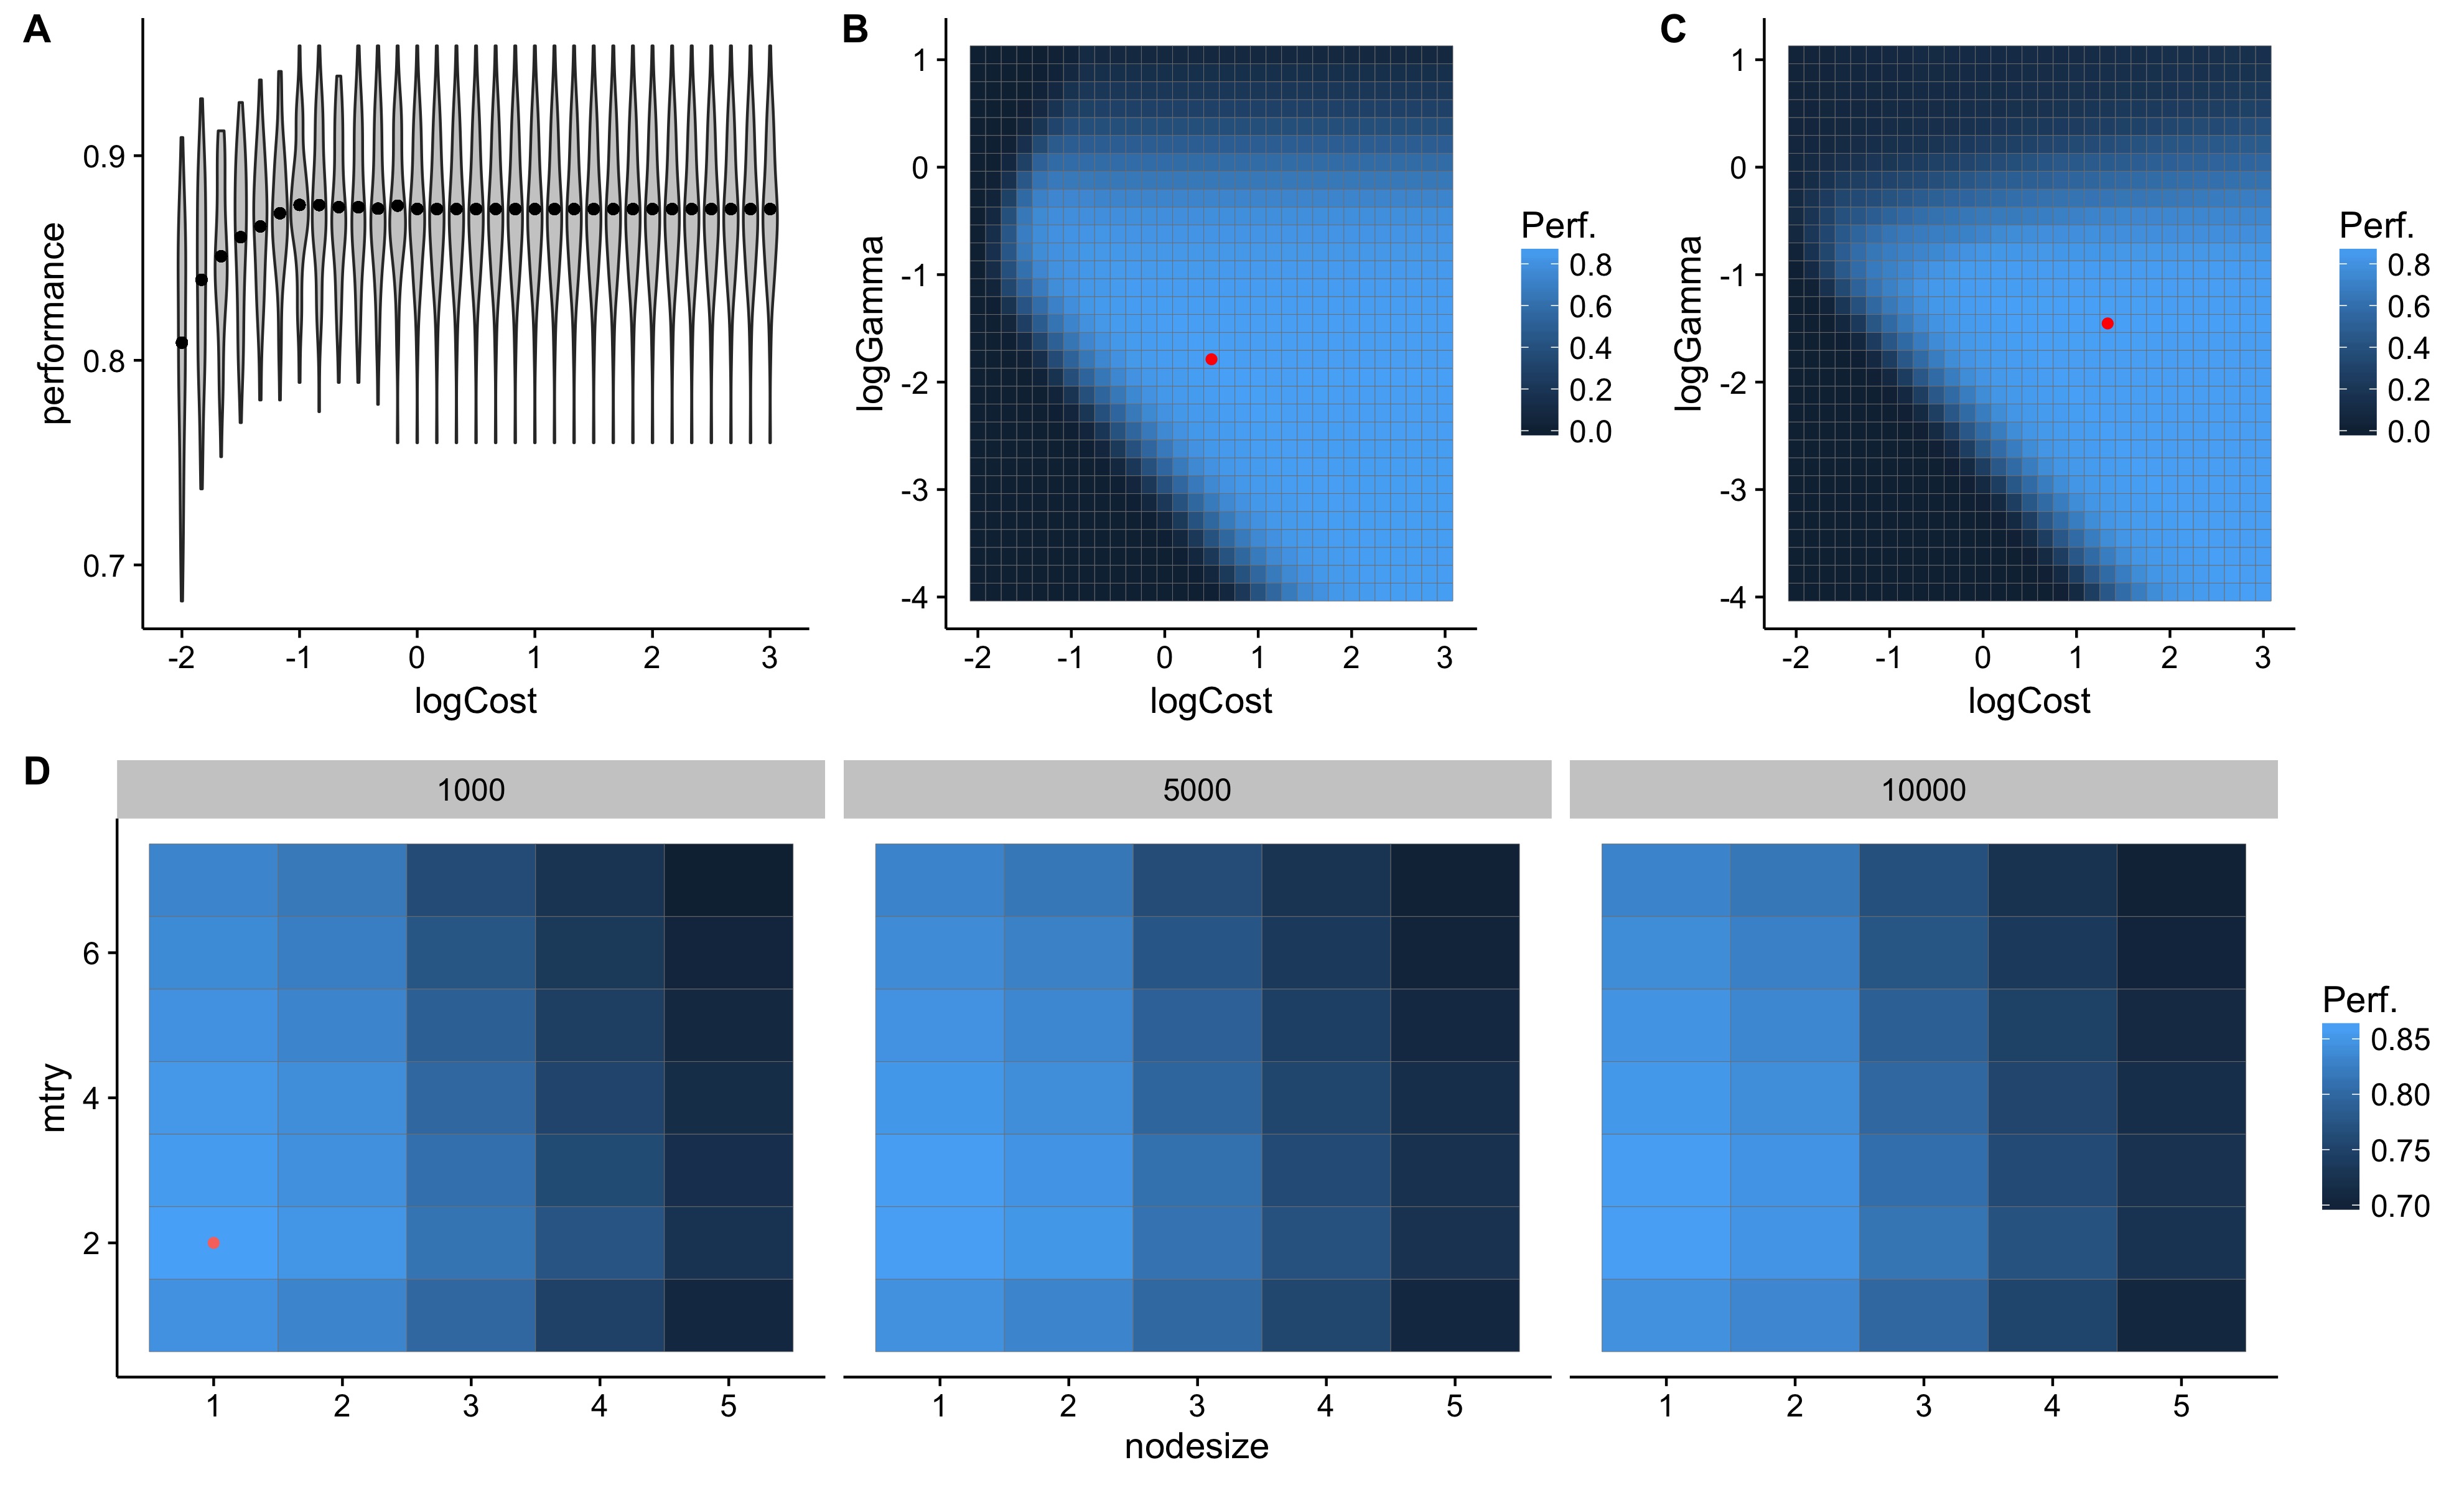 A
performance
0.9
0.8
0.7
-2 -1 0 1 2 3
logCost
B
logGamma
1
0
-1
-2
-3
-4
-2 -1 0 1 2 3
logCost
Perf.
0.8
0.6
0.4
0.2
0.0
C
logGamma
1
0
-1
-2
-3
-4
-2 -1 0 1 2 3
logCost
Perf.
0.8
0.6
0.4
0.2
0.0
D
1000 5000 10000
mtry
6
4
2
1 2 3 4 5 1 2 3 4 5 1 2 3 4 5
nodesize
Perf.
0.85
0.80
0.75
0.70